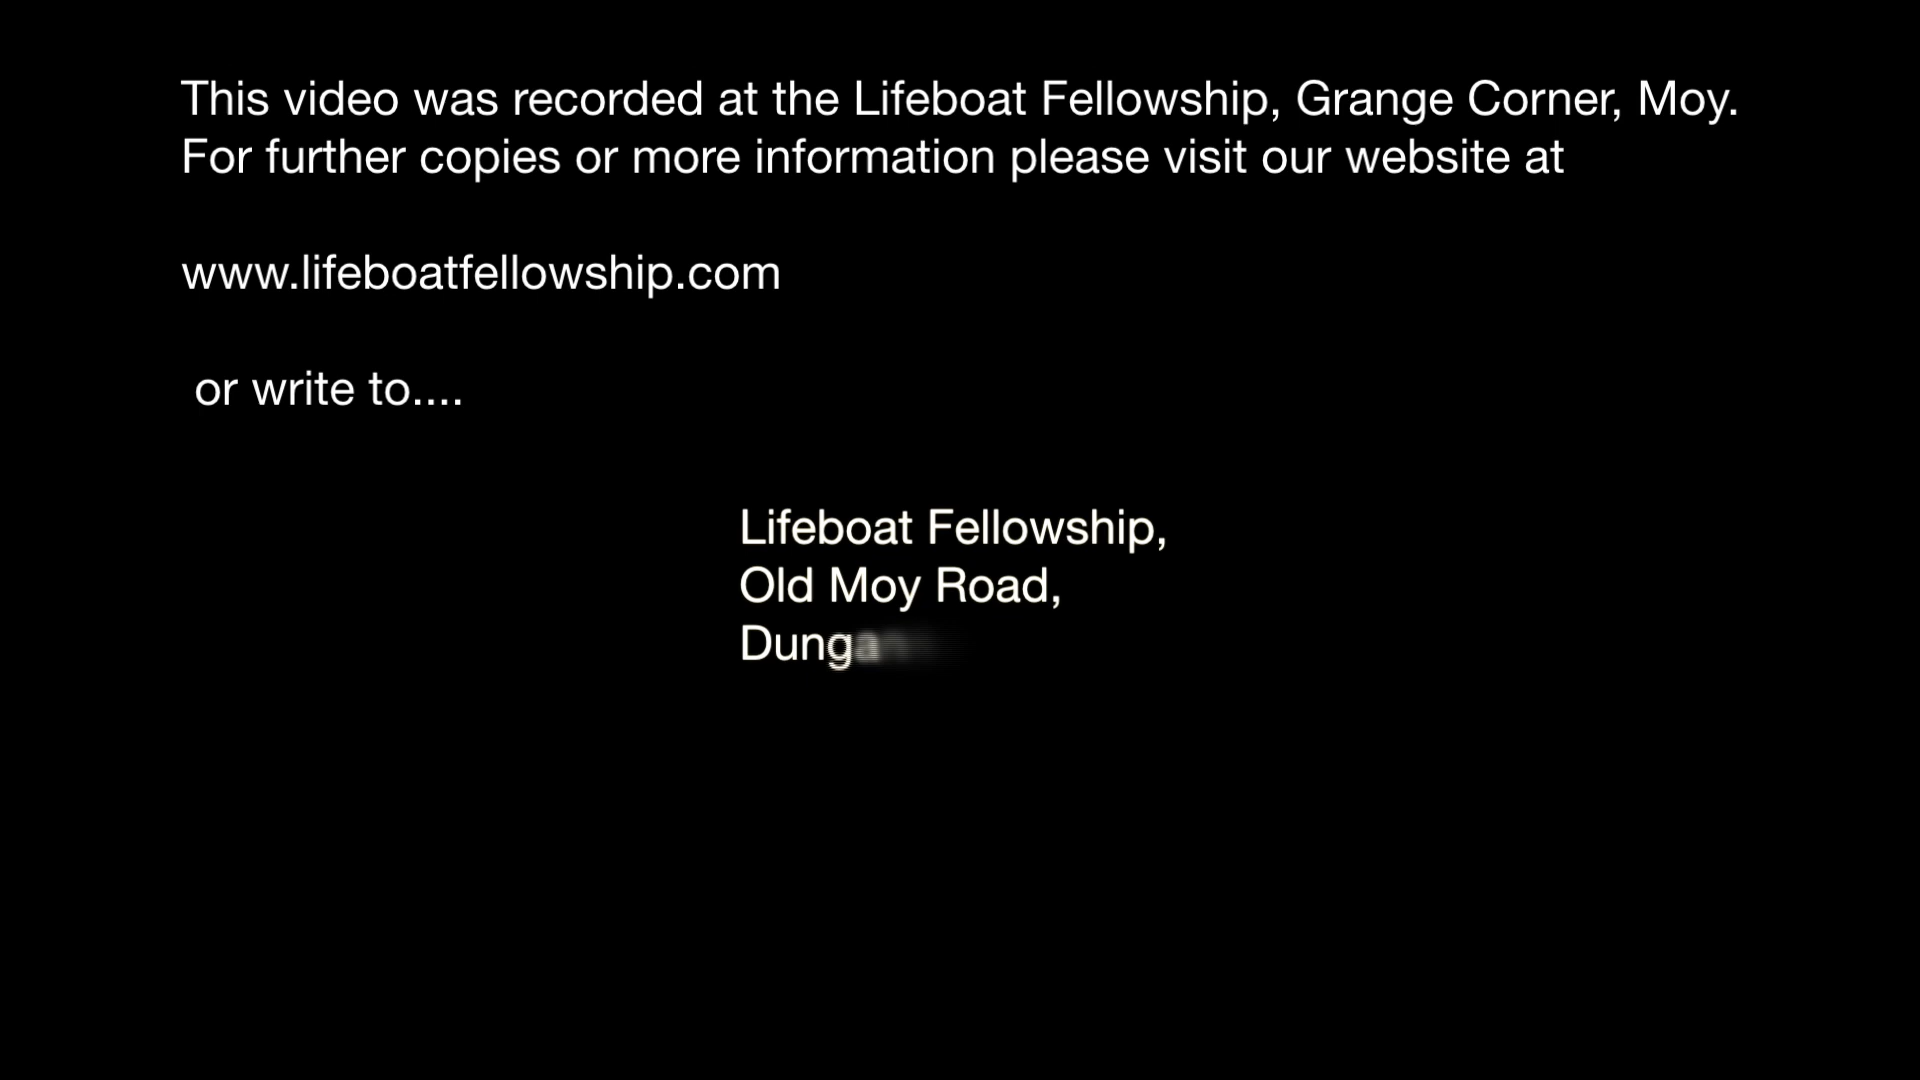 This video was recorded at the Lifeboat Fellowship, Grange Corner, Moy.
For further copies or more information please visit our website at
www.lifeboatfellowship.com
or write to....
Lifeboat Fellowship,
Old Moy Road,